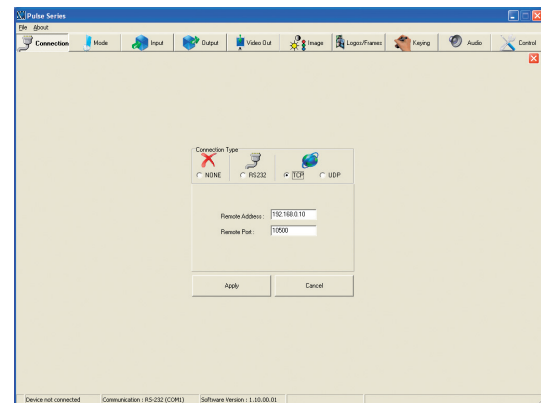 Pulse Series
File About
Connection Mode Input Output Video Out Image Logos/Frames Keying Audio Control
Connection Type
NONE RS232 TCP UDP
Remote Address : 192.168.0.10
Remote Port : 10500
Apply Cancel
Device not connected Communication : RS-232 (COM1) Software Version : 1.10.00.01